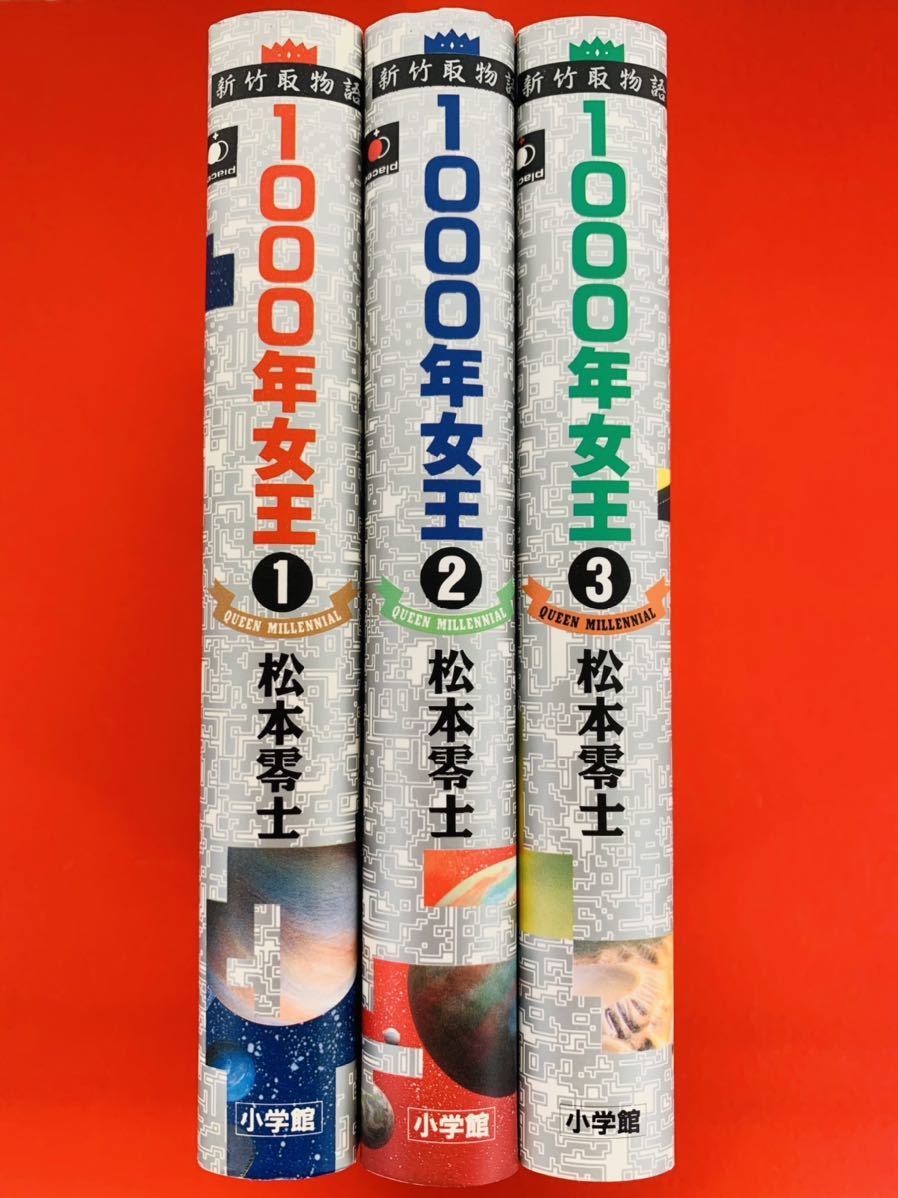 新竹取物語
1000年女王
1
QUEEN MILLENNIAL
松本零士
小学館
新竹取物語
1000年女王
2
QUEEN MILLENNIAL
松本零士
小学館
新竹取物語
1000年女王
3
QUEEN MILLENNIAL
松本零士
小学館